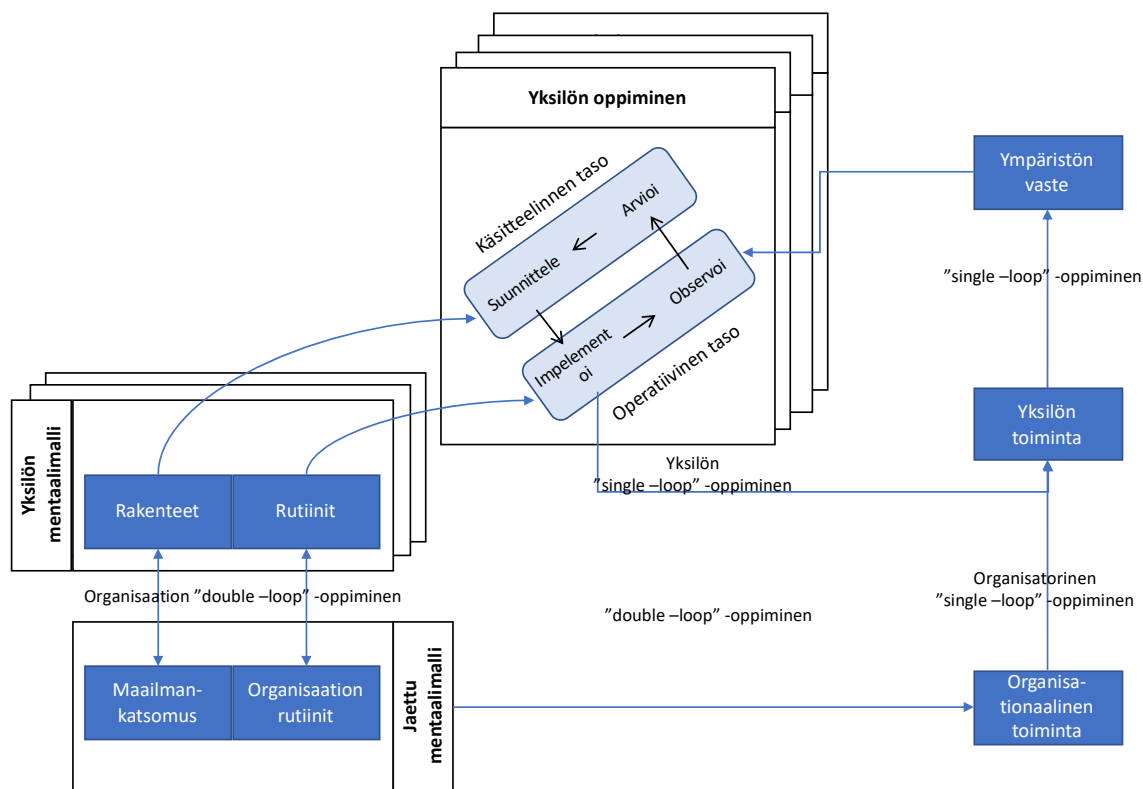 Yksilön oppiminen
Käsitteelinnen taso
Arvioi
Suunnittele
Observoi
Impelement
oi
Operatiivinen taso
Ympäristön
vaste
”single –loop” -oppiminen
Yksilön
toiminta
Yksilön
”single –loop” -oppiminen
Yksilön
mentaalimalli
Rakenteet
Rutiinit
Organisaation ”double –loop” -oppiminen
”double –loop” -oppiminen
Organisatorinen
”single –loop” -oppiminen
Maailman-
katsomus
Organisaation
rutiinit
Jaettu
mentaalimalli
Organisa-
tionaalinen
toiminta